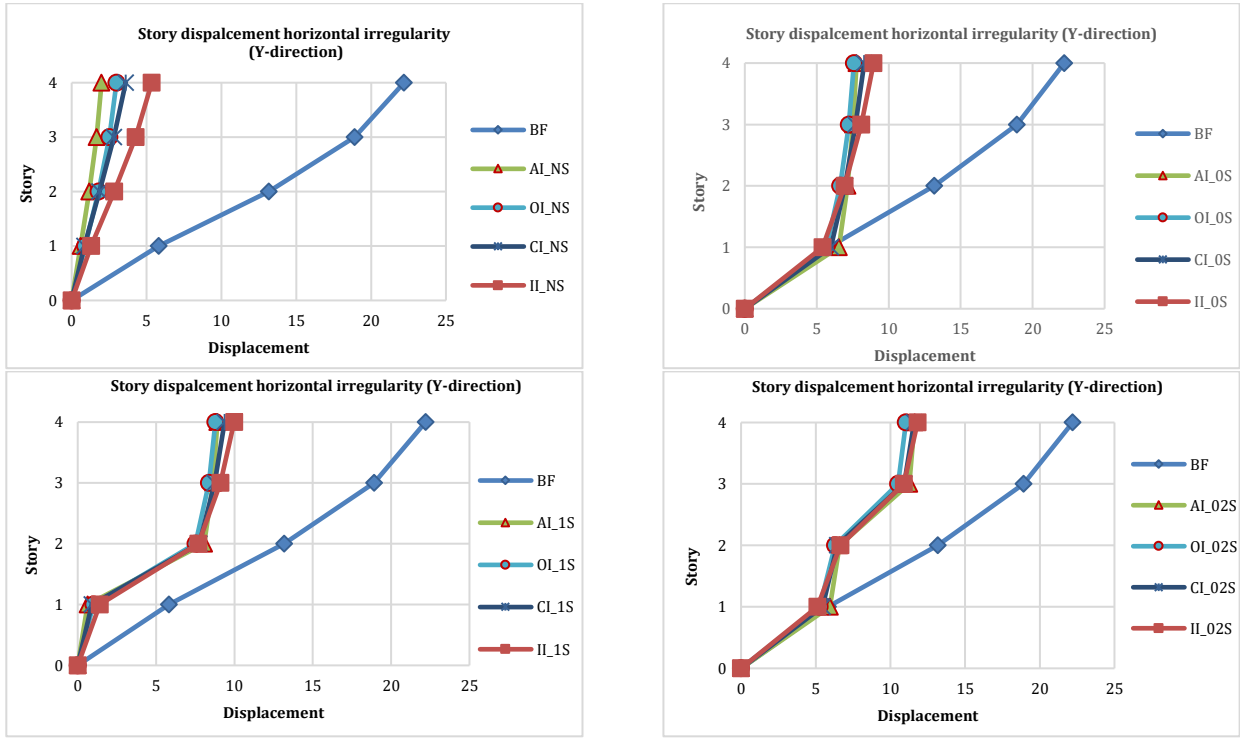 Story dispalcement horizontal irregularity
(Y-direction)
4
3
2
1
0
Story
0
5
10
15
20
25
Displacement
BF
AI_NS
OI_NS
CI_NS
II_NS
Story dispalcement horizontal irregularity (Y-direction)
4
3
2
1
0
Story
0
5
10
15
20
25
Displacement
BF
AI_0S
OI_0S
CI_0S
II_0S
Story dispalcement horizontal irregularity (Y-direction)
4
3
2
1
0
Story
0
5
10
15
20
25
Displacement
BF
AI_1S
OI_1S
CI_1S
II_1S
Story dispalcement horizontal irregularity (Y-direction)
4
3
2
1
0
Story
0
5
10
15
20
25
Displacement
BF
AI_02S
OI_02S
CI_02S
II_02S